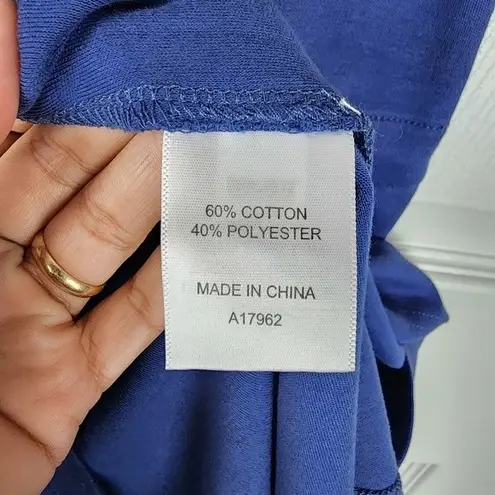 60% COTTON
40% POLYESTER
MADE IN CHINA
A17962